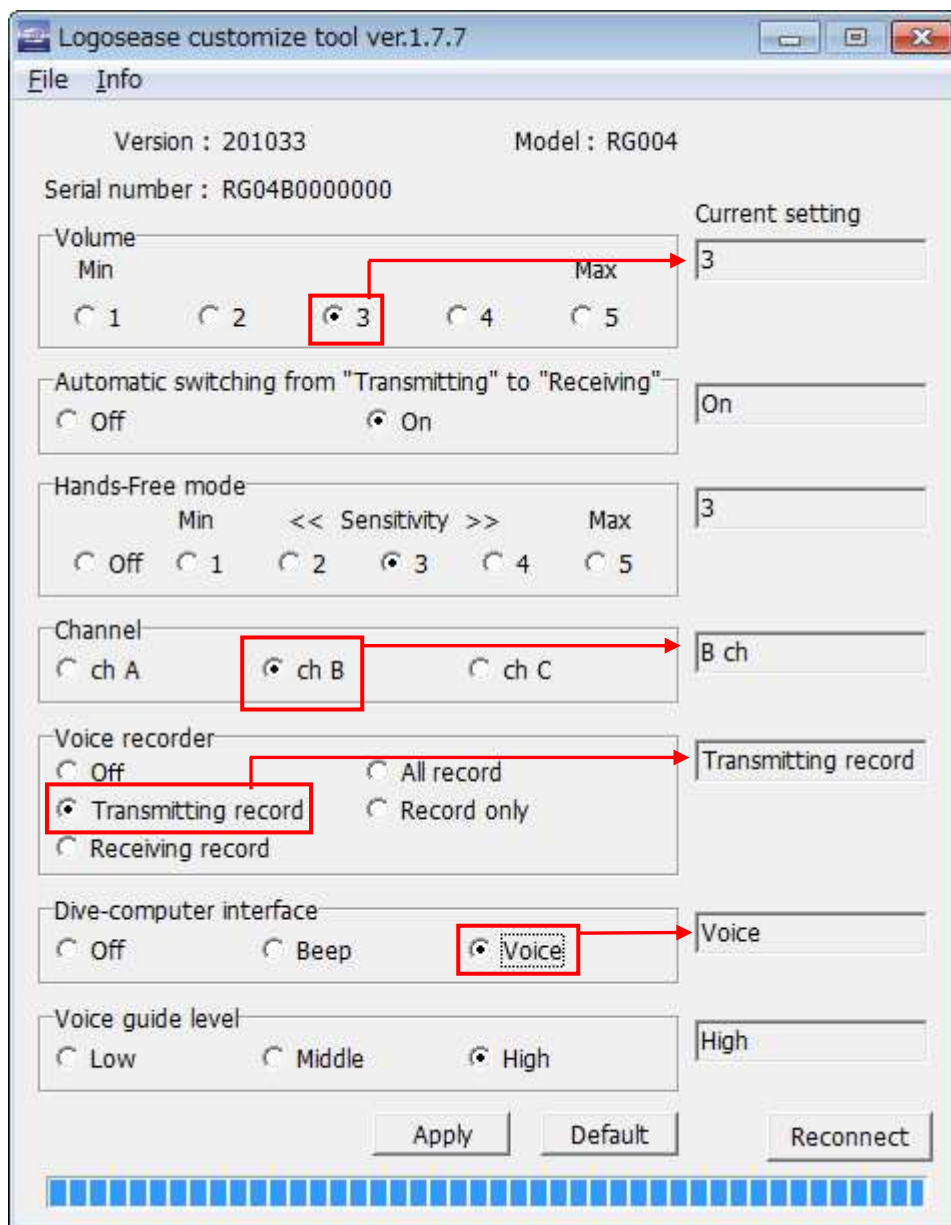 Logosease customize tool ver.1.7.7
File Info
Version : 201033 Model : RG004
Serial number : RG04B0000000
Current setting
Volume
Min Max
1 2 3 4 5
3
Automatic switching from "Transmitting" to "Receiving"
Off On
On
Hands-Free mode
Min << Sensitivity >> Max
Off 1 2 3 4 5
3
Channel
ch A ch B ch C
B ch
Voice recorder
Off All record
Transmitting record Record only
Receiving record
Transmitting record
Dive-computer interface
Off Beep Voice
Voice
Voice guide level
Low Middle High
High
Apply Default Reconnect